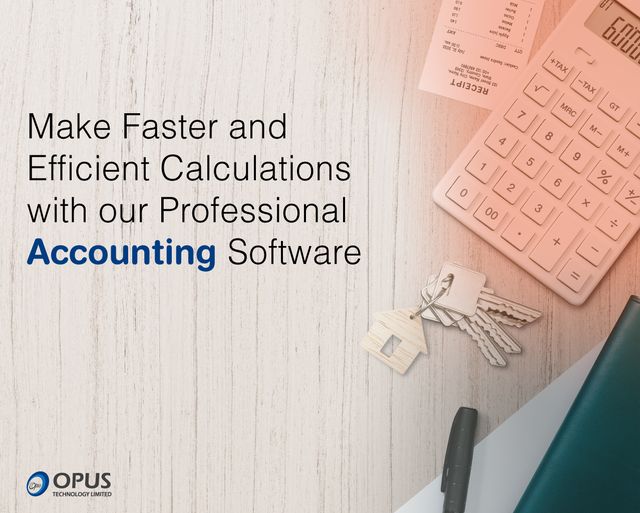 Make Faster and
Efficient Calculations
with our Professional
Accounting Software
RECEIPT
+TAX
-TAX
GT
√
MRC
M-
M+
7
8
9
%
+/-
4
5
6
×
÷
1
2
3
+
-
0
00
.
=
OPUS
TECHNOLOGY LIMITED